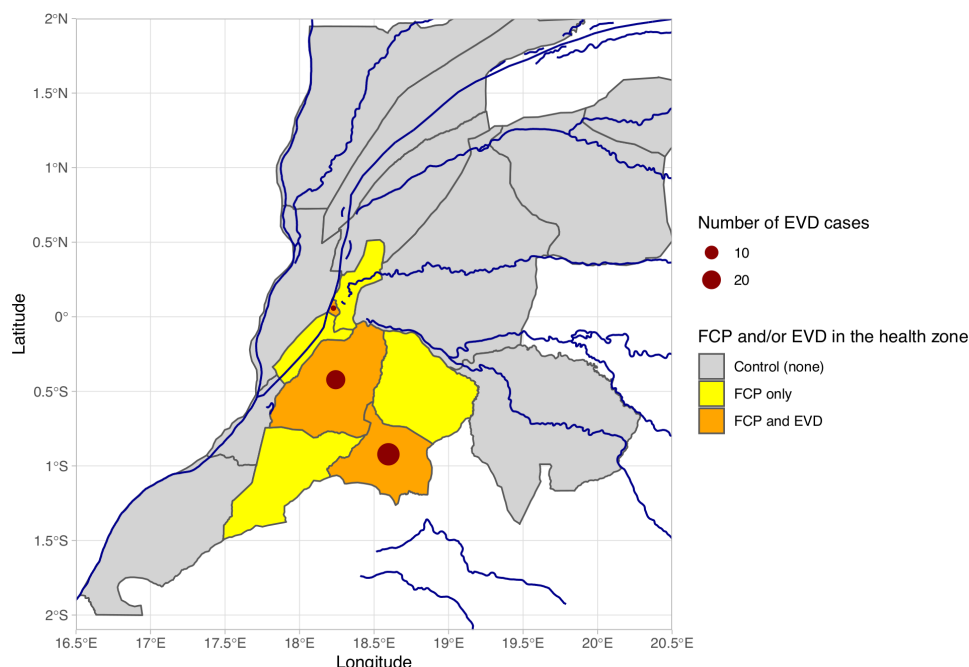 2°N
1.5°N
1°N
0.5°N
0°
0.5°S
1°S
1.5°S
2°S
Latitude
16.5°E 17°E 17.5°E 18°E 18.5°E 19°E 19.5°E 20°E 20.5°E
Longitude
Number of EVD cases
10
20
FCP and/or EVD in the health zone
Control (none)
FCP only
FCP and EVD